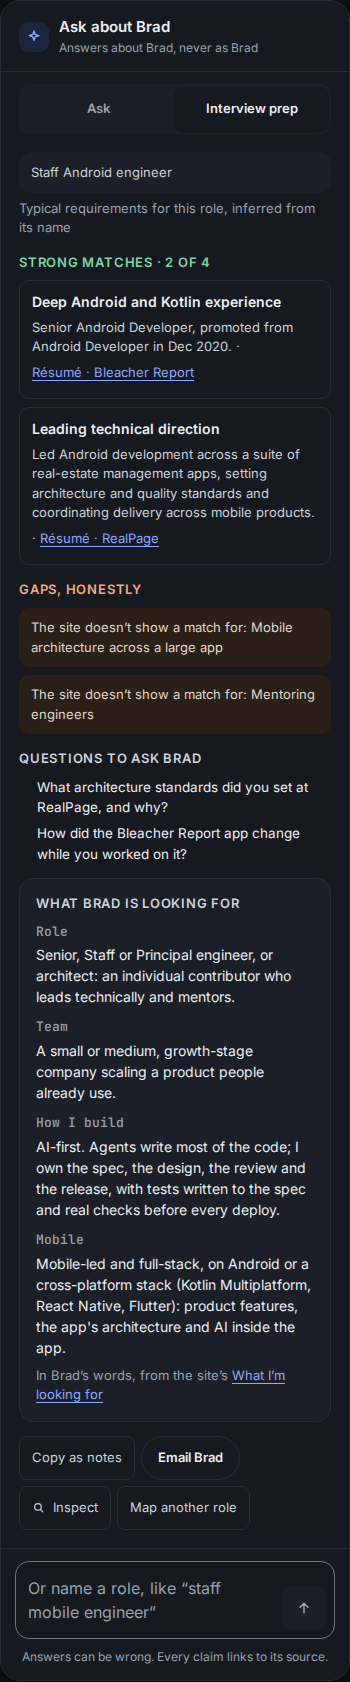 Ask about Brad
Answers about Brad, never as Brad
Ask
Interview prep
Staff Android engineer
Typical requirements for this role, inferred from
its name
STRONG MATCHES · 2 OF 4
Deep Android and Kotlin experience
Senior Android Developer, promoted from
Android Developer in Dec 2020. ·
Résumé · Bleacher Report
Leading technical direction
Led Android development across a suite of
real-estate management apps, setting
architecture and quality standards and
coordinating delivery across mobile products.
· Résumé · RealPage
GAPS, HONESTLY
The site doesn’t show a match for: Mobile
architecture across a large app
The site doesn’t show a match for: Mentoring
engineers
QUESTIONS TO ASK BRAD
What architecture standards did you set at
RealPage, and why?
How did the Bleacher Report app change
while you worked on it?
WHAT BRAD IS LOOKING FOR
Role
Senior, Staff or Principal engineer, or
architect: an individual contributor who
leads technically and mentors.
Team
A small or medium, growth-stage
company scaling a product people
already use.
How I build
AI-first. Agents write most of the code; I
own the spec, the design, the review and
the release, with tests written to the spec
and real checks before every deploy.
Mobile
Mobile-led and full-stack, on Android or a
cross-platform stack (Kotlin Multiplatform,
React Native, Flutter): product features,
the app's architecture and AI inside the
app.
In Brad’s words, from the site’s What I’m
looking for
Copy as notes
Email Brad
Inspect
Map another role
Or name a role, like “staff
mobile engineer”
Answers can be wrong. Every claim links to its source.